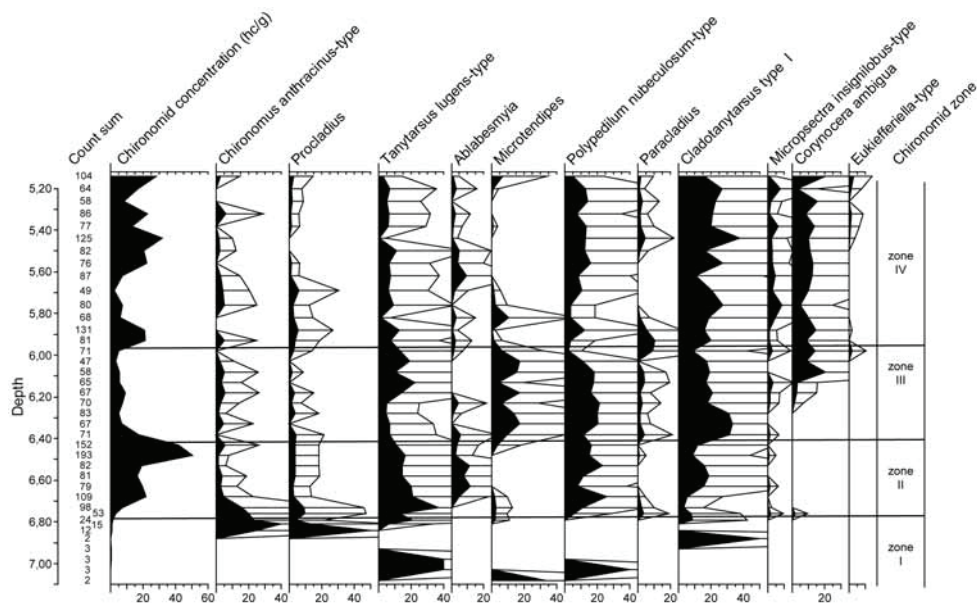 Count sum
Chironomid concentration (hc/g)
Chironomus anthracinus-type
Procladius
Tanytarsus lugens-type
Ablabesmyia
Microtendipes
Polypedilum nubeculosum-type
Paracladius
Cladotanytarsus type I
Micropsectra insignilobus-type
Corynocera ambigua
Eukiefferiella-type
Chironomid zone
Depth
5,20
5,40
5,60
5,80
6,00
6,20
6,40
6,60
6,80
7,00
104
64
58
86
77
125
82
76
87
49
80
68
131
81
71
47
58
65
67
70
83
67
71
152
193
82
81
79
109
98
53
24
15
12
2
3
3
3
2
zone
IV
zone
III
zone
II
zone
I
20 40 60
20 40
20 40
20 40
20
20 40
20 40
20
20 40
20
20